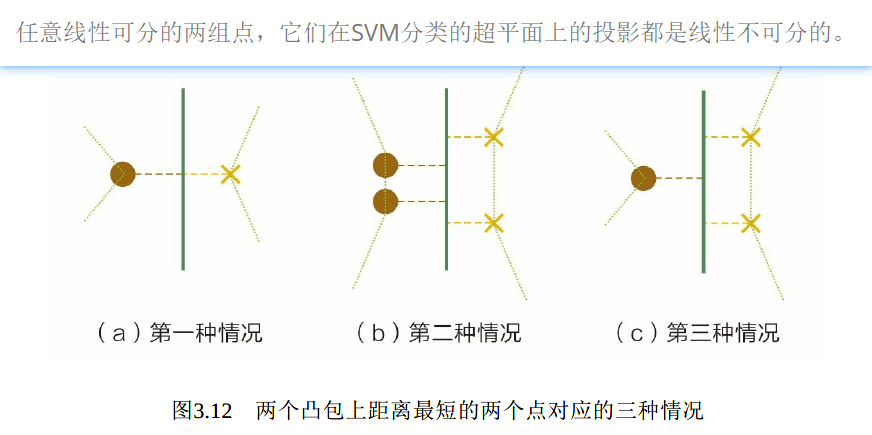 任意线性可分的两组点，它们在SVM分类的超平面上的投影都是线性不可分的。
（a）第一种情况 （b）第二种情况 （c）第三种情况
图3.12 两个凸包上距离最短的两个点对应的三种情况